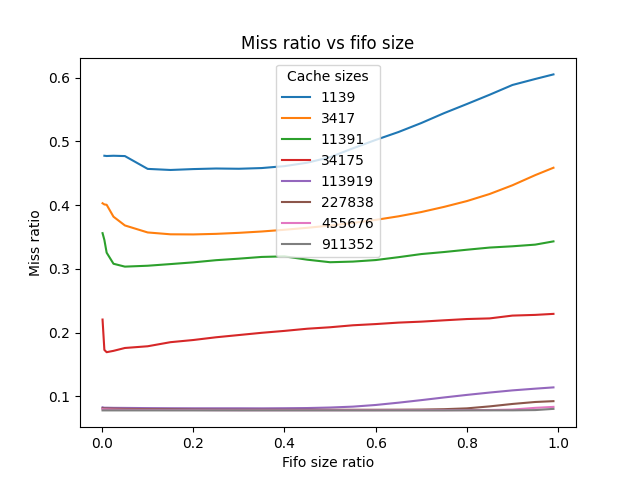 Miss ratio vs fifo size
Cache sizes
1139
3417
11391
34175
113919
227838
455676
911352
Miss ratio
0.6
0.5
0.4
0.3
0.2
0.1
0.0 0.2 0.4 0.6 0.8 1.0
Fifo size ratio